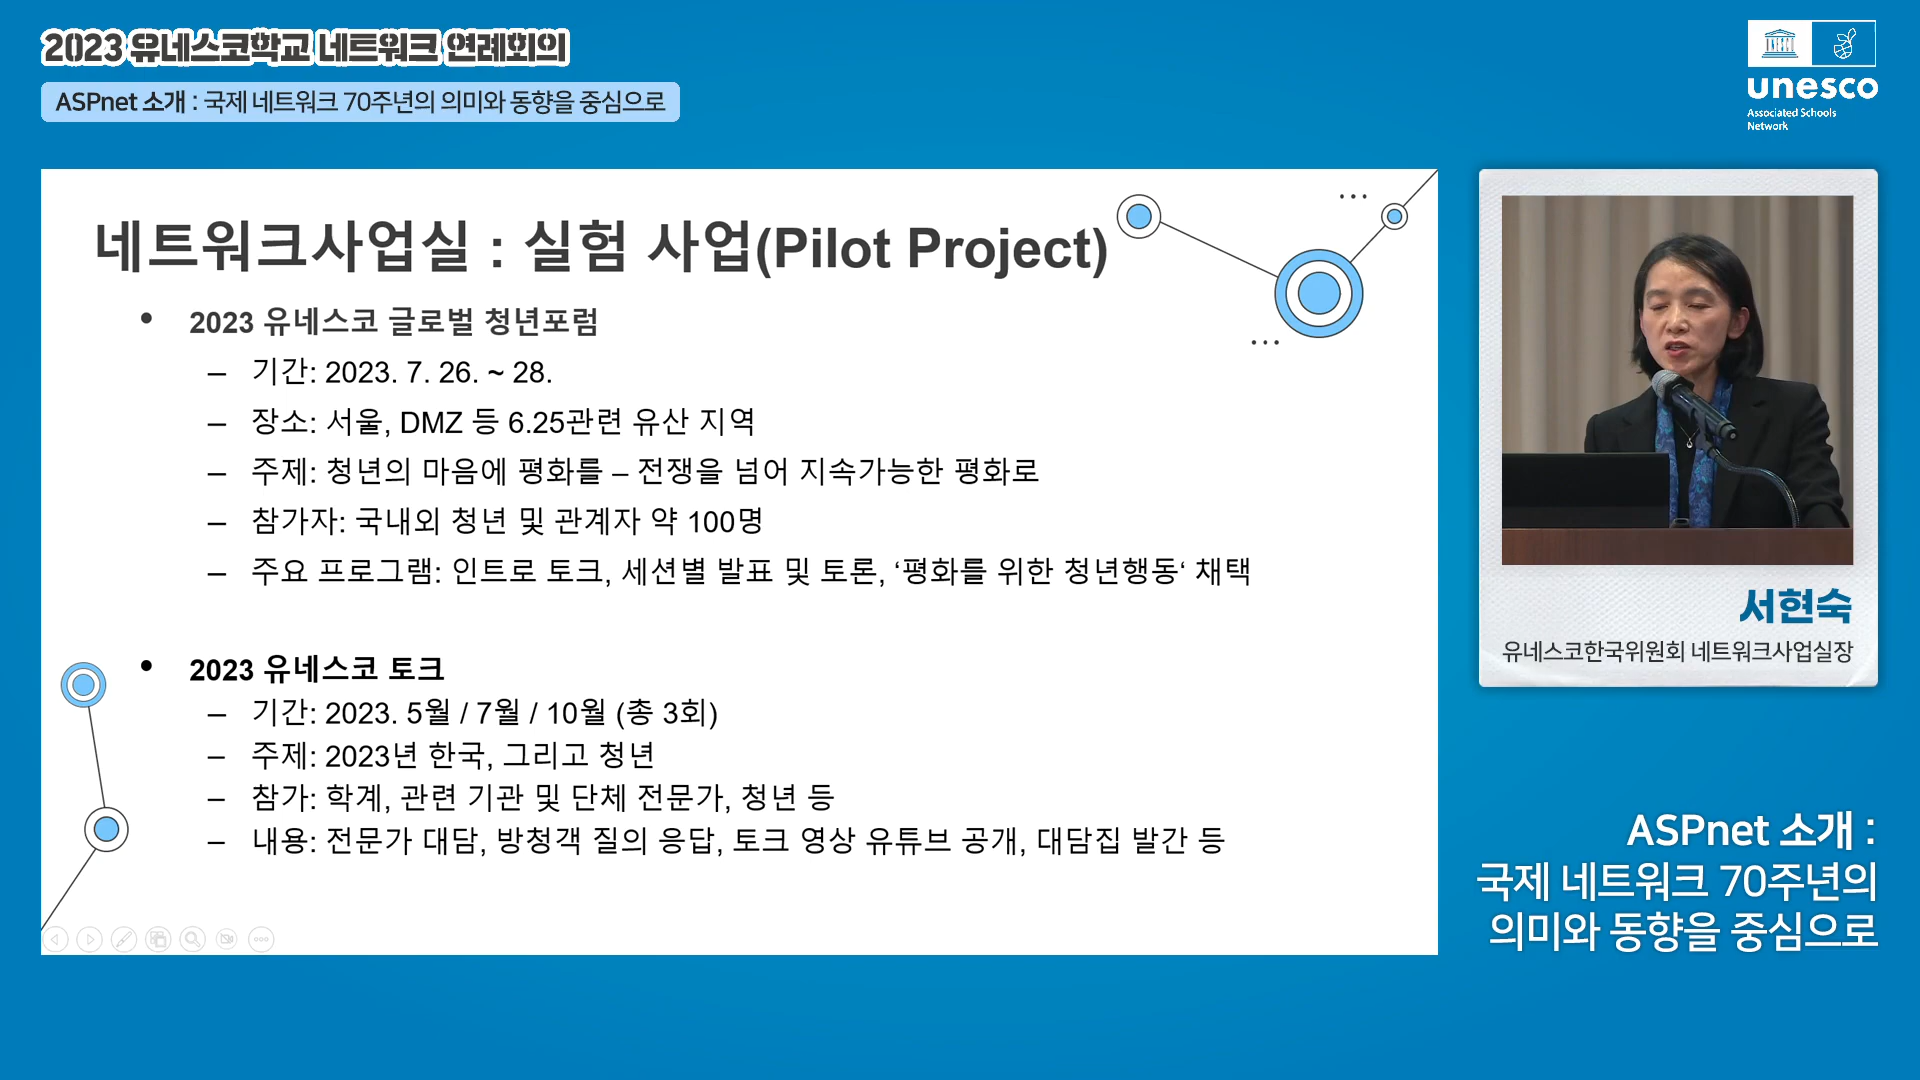 2023 유네스코학교 네트워크 연례회의
ASPnet 소개 : 국제 네트워크 70주년의 의미와 동향을 중심으로
unesco
Associated Schools
Network
네트워크사업실 : 실험 사업(Pilot Project)
• 2023 유네스코 글로벌 청년포럼
– 기간: 2023. 7. 26. ~ 28.
– 장소: 서울, DMZ 등 6.25관련 유산 지역
– 주제: 청년의 마음에 평화를 – 전쟁을 넘어 지속가능한 평화로
– 참가자: 국내외 청년 및 관계자 약 100명
– 주요 프로그램: 인트로 토크, 세션별 발표 및 토론, ‘평화를 위한 청년행동‘ 채택
• 2023 유네스코 토크
– 기간: 2023. 5월 / 7월 / 10월 (총 3회)
– 주제: 2023년 한국, 그리고 청년
– 참가: 학계, 관련 기관 및 단체 전문가, 청년 등
– 내용: 전문가 대담, 방청객 질의 응답, 토크 영상 유튜브 공개, 대담집 발간 등
서현숙
유네스코한국위원회 네트워크사업실장
ASPnet 소개 :
국제 네트워크 70주년의
의미와 동향을 중심으로